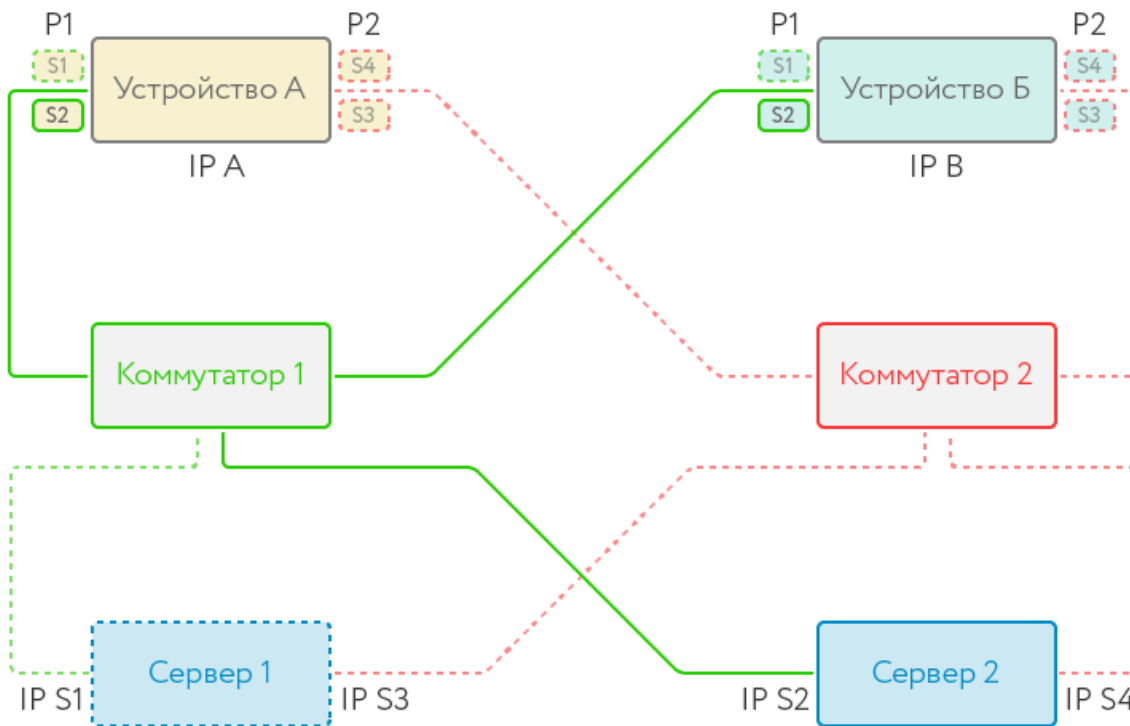 P1 P2 P1 P2
S1 Устройство А S4 S1 Устройство Б S4
S2 S3 S2 S3
IP A IP B
Коммутатор 1 Коммутатор 2
Сервер 1 Сервер 2
IP S1 IP S3 IP S2 IP S4